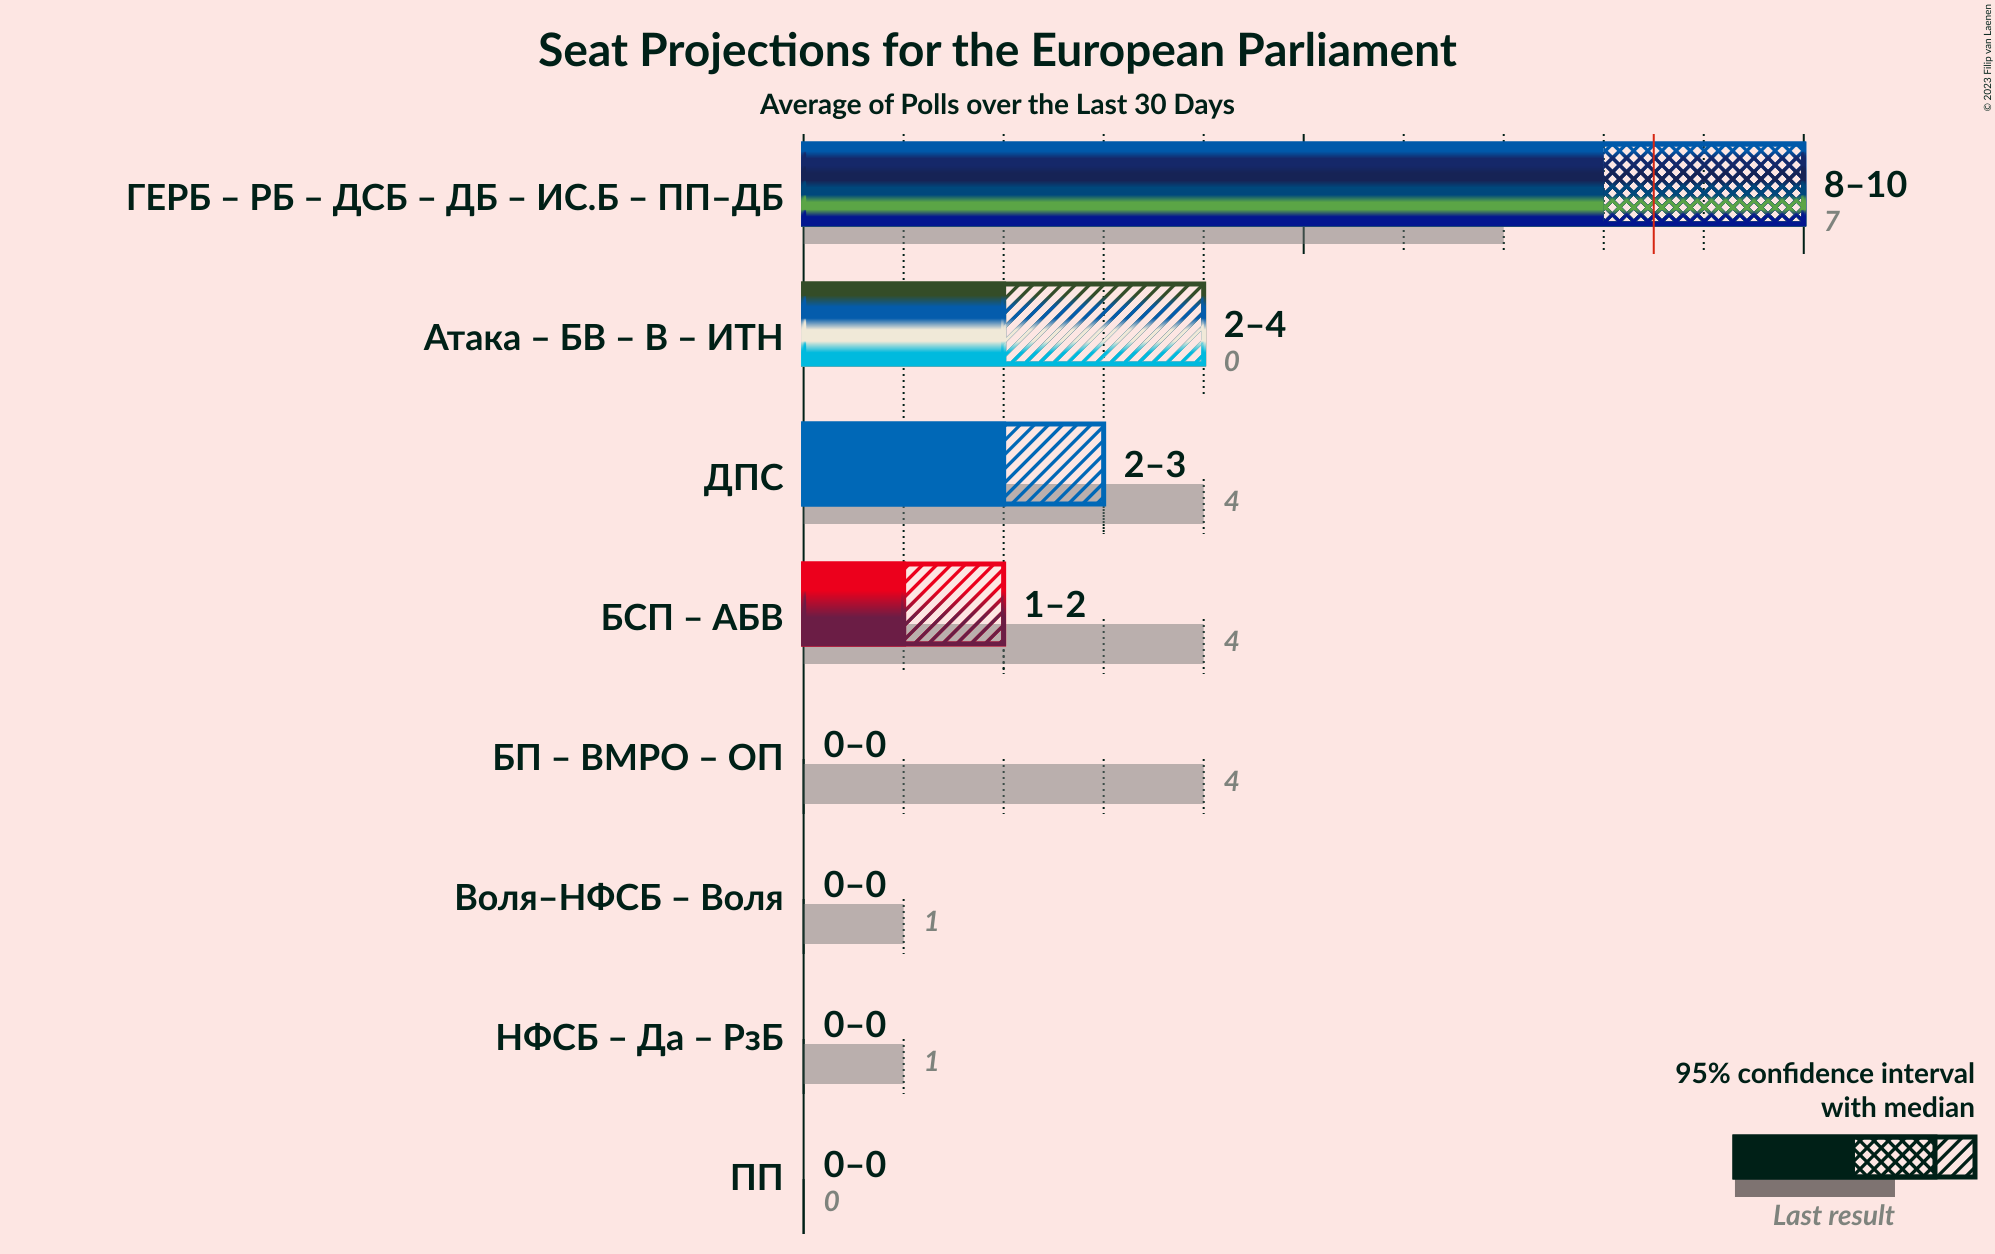 Seat Projections for the European Parliament
Average of Polls over the Last 30 Days
© 2023 Filip van Laenen
ГЕРБ – РБ – ДСБ – ДБ – ИС.Б – ПП–ДБ
8–10
7
Атака – БВ – В – ИТН
2–4
0
ДПС
2–3
4
БСП – АБВ
1–2
4
БП – ВМРО – ОП
0–0
4
Воля–НФСБ – Воля
0–0
1
НФСБ – Да – РзБ
0–0
1
ПП
0–0
0
95% confidence interval
with median
Last result